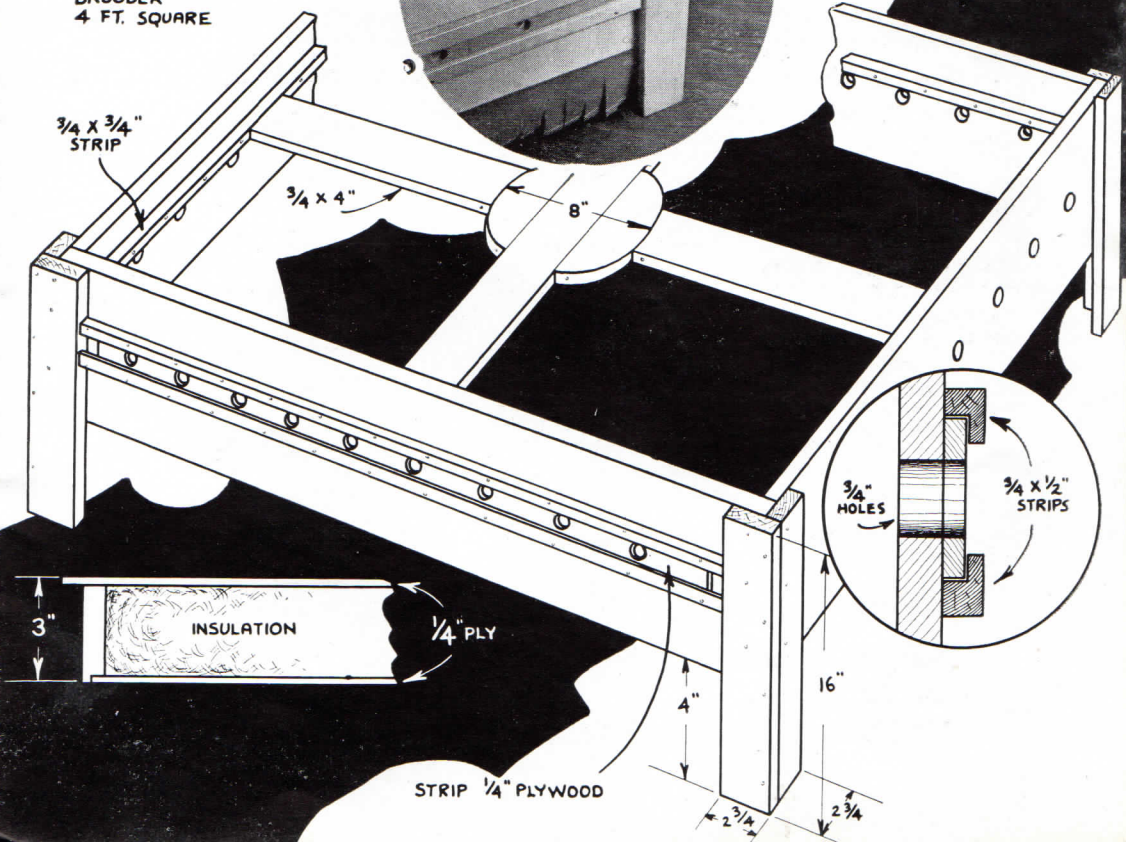 BROODER
4 FT. SQUARE
3/4 X 3/4"
STRIP
3/4 X 4"
8"
3/4"
HOLES
3/4 X 1/2"
STRIPS
3"
INSULATION
1/4" PLY
4"
16"
STRIP 1/4" PLYWOOD
2 3/4
2 3/4